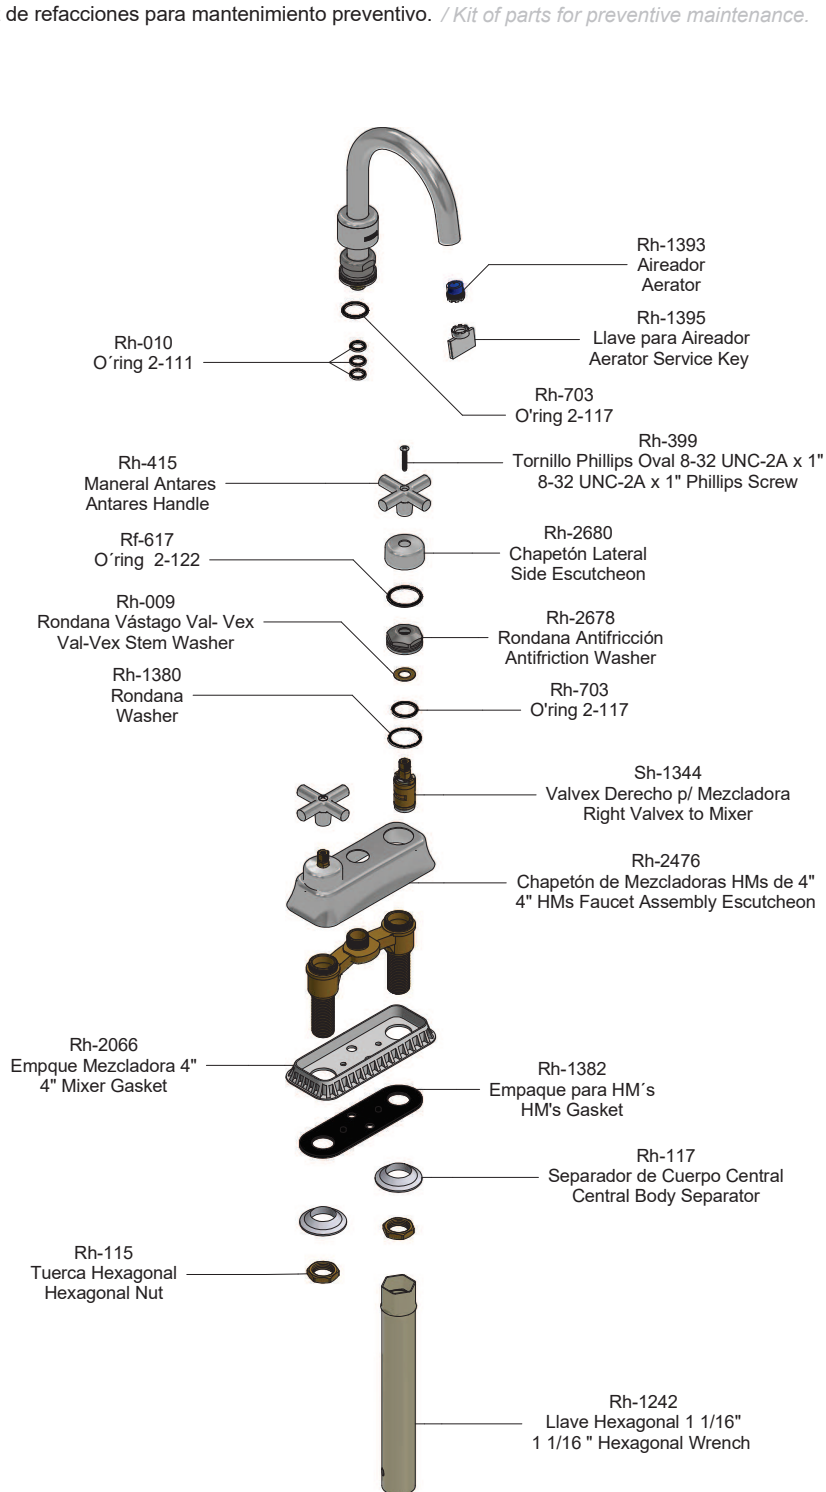 de refacciones para mantenimiento preventivo. / Kit of parts for preventive maintenance.
Rh-1393
Aireador
Aerator
Rh-1395
Llave para Aireador
Aerator Service Key
Rh-010
O´ring 2-111
Rh-703
O'ring 2-117
Rh-399
Tornillo Phillips Oval 8-32 UNC-2A x 1"
8-32 UNC-2A x 1" Phillips Screw
Rh-415
Maneral Antares
Antares Handle
Rh-2680
Chapetón Lateral
Side Escutcheon
Rf-617
O´ring 2-122
Rh-009
Rondana Vástago Val- Vex
Val-Vex Stem Washer
Rh-2678
Rondana Antifricción
Antifriction Washer
Rh-1380
Rondana
Washer
Rh-703
O'ring 2-117
Sh-1344
Valvex Derecho p/ Mezcladora
Right Valvex to Mixer
Rh-2476
Chapetón de Mezcladoras HMs de 4"
4" HMs Faucet Assembly Escutcheon
Rh-2066
Empque Mezcladora 4"
4" Mixer Gasket
Rh-1382
Empaque para HM´s
HM's Gasket
Rh-117
Separador de Cuerpo Central
Central Body Separator
Rh-115
Tuerca Hexagonal
Hexagonal Nut
Rh-1242
Llave Hexagonal 1 1/16"
1 1/16 " Hexagonal Wrench